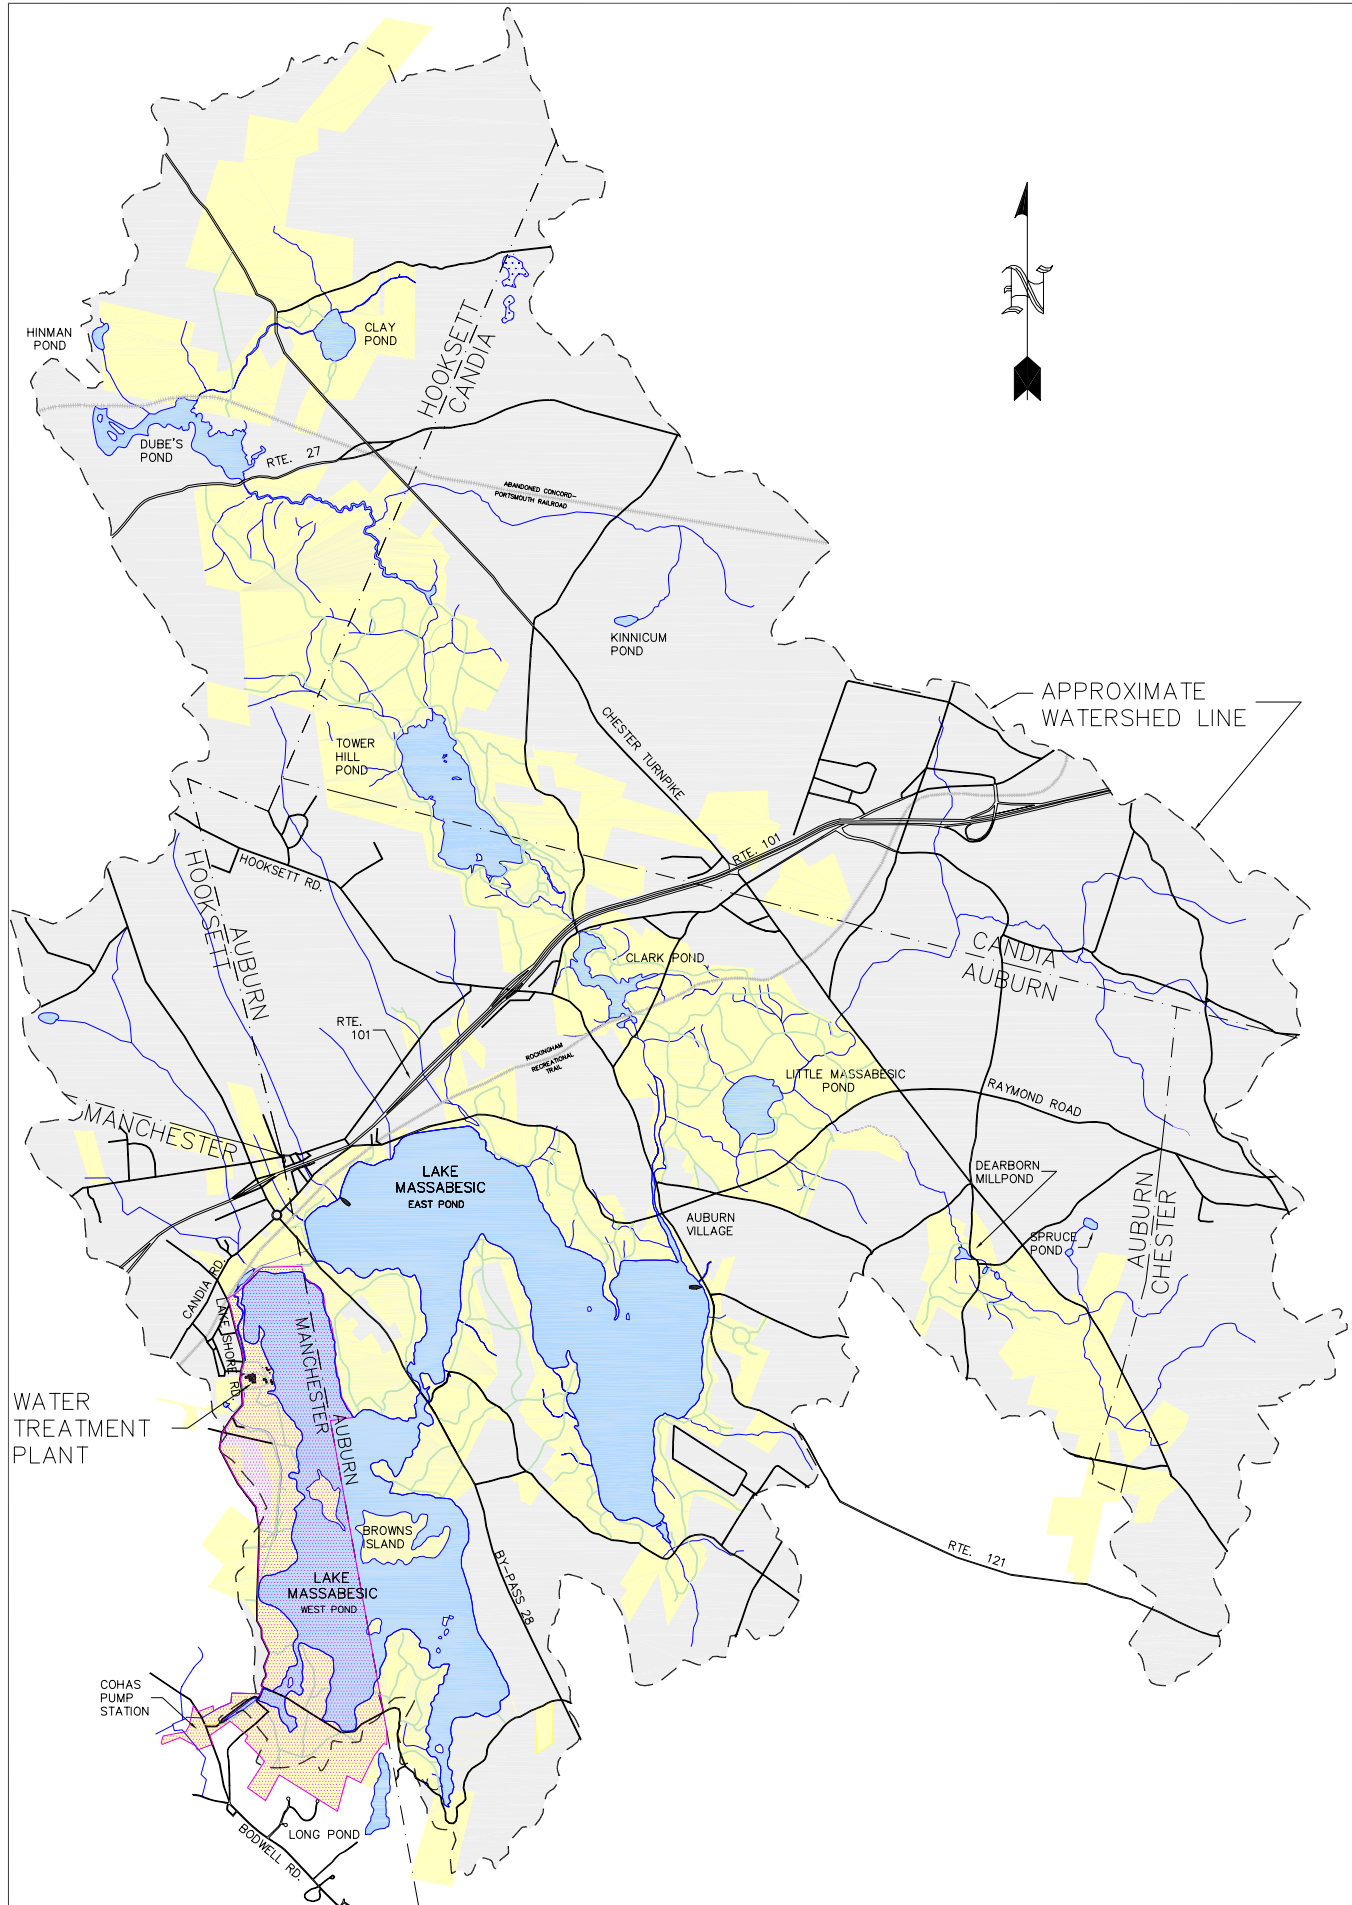 N
HINMAN
POND
CLAY
POND
HOOKSETT
CANDIA
DUBE'S
POND
RTE. 27
ABANDONED CONCORD-
PORTSMOUTH RAILROAD
KINNICUM
POND
APPROXIMATE
WATERSHED LINE
CHESTER TURNPIKE
TOWER
HILL
POND
RTE. 101
HOOKSETT RD.
HOOKSETT
AUBURN
CLARK POND
CANDIA
AUBURN
RTE.
101
ROCKINGHAM
RECREATIONAL
TRAIL
LITTLE MASSABESIC
POND
RAYMOND ROAD
MANCHESTER
LAKE
MASSABESIC
EAST POND
DEARBORN
MILLPOND
AUBURN
VILLAGE
SPRUCE
POND
AUBURN
CHESTER
CANDIA RD.
LAKE SHORE RD.
MANCHESTER
AUBURN
WATER
TREATMENT
PLANT
BROWNS
ISLAND
RTE. 121
BY-PASS 28
LAKE
MASSABESIC
WEST POND
COHAS
PUMP
STATION
LONG POND
BODWELL RD.